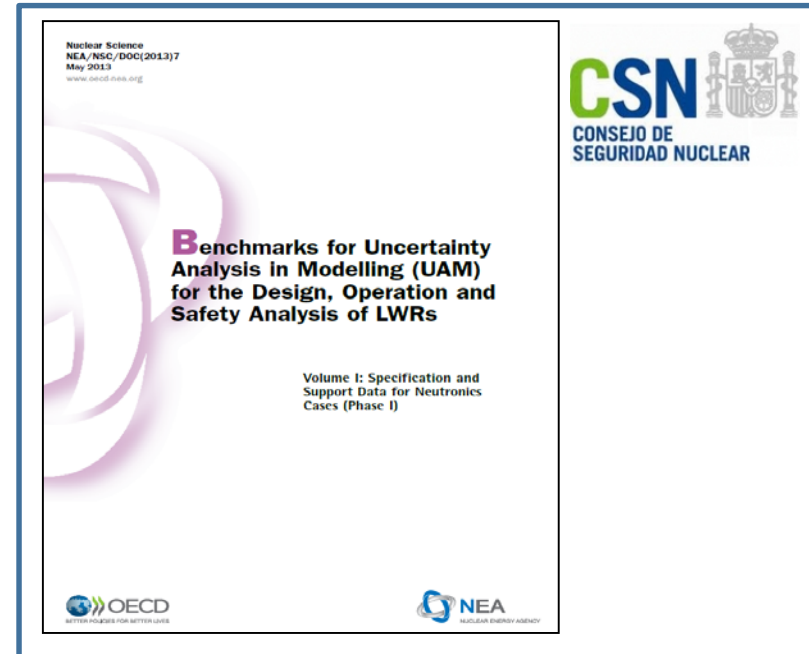 Nuclear Science
NEA/NSC/DOC(2013)7
May 2013
www.oecd-nea.org
Benchmarks for Uncertainty
Analysis in Modelling (UAM)
for the Design, Operation and
Safety Analysis of LWRs
Volume I: Specification and
Support Data for Neutronics
Cases (Phase I)
OECD
BETTER POLICIES FOR BETTER LIVES
NEA
NUCLEAR ENERGY AGENCY
CSN
CONSEJO DE
SEGURIDAD NUCLEAR